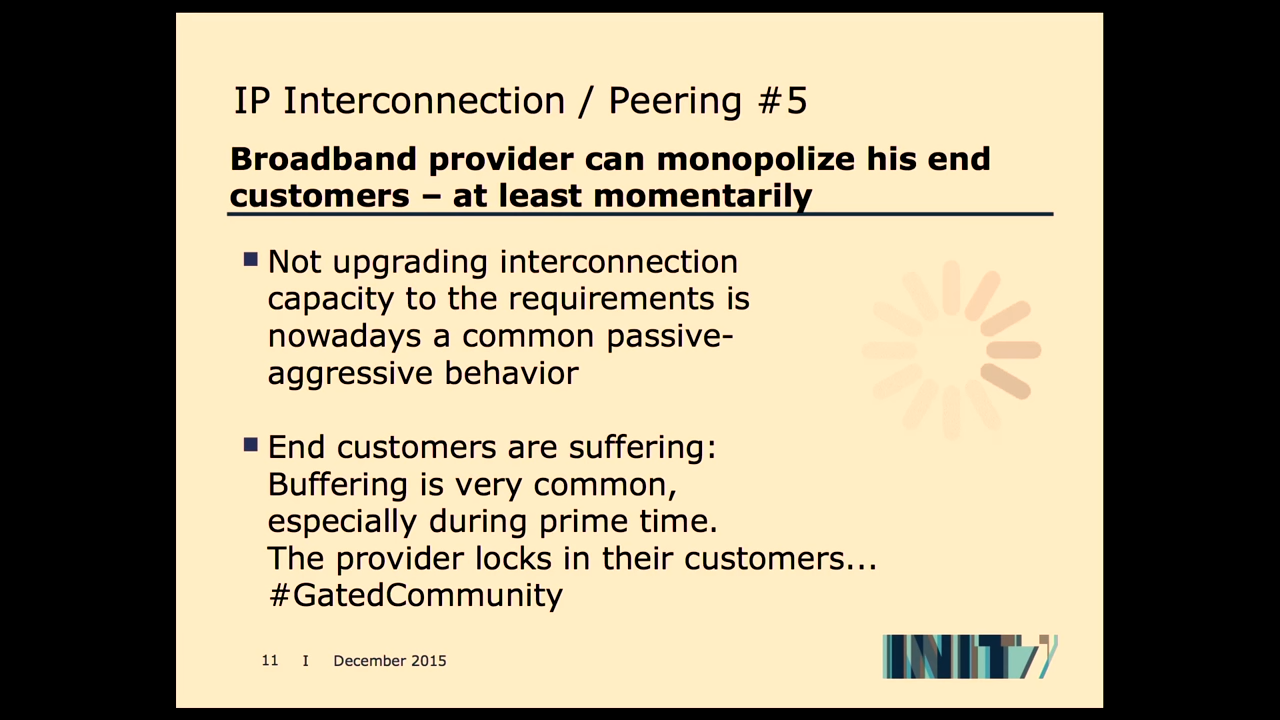 IP Interconnection / Peering #5
Broadband provider can monopolize his end
customers – at least momentarily
Not upgrading interconnection
capacity to the requirements is
nowadays a common passive-
aggressive behavior
End customers are suffering:
Buffering is very common,
especially during prime time.
The provider locks in their customers...
#GatedCommunity
11 I December 2015
INIT7